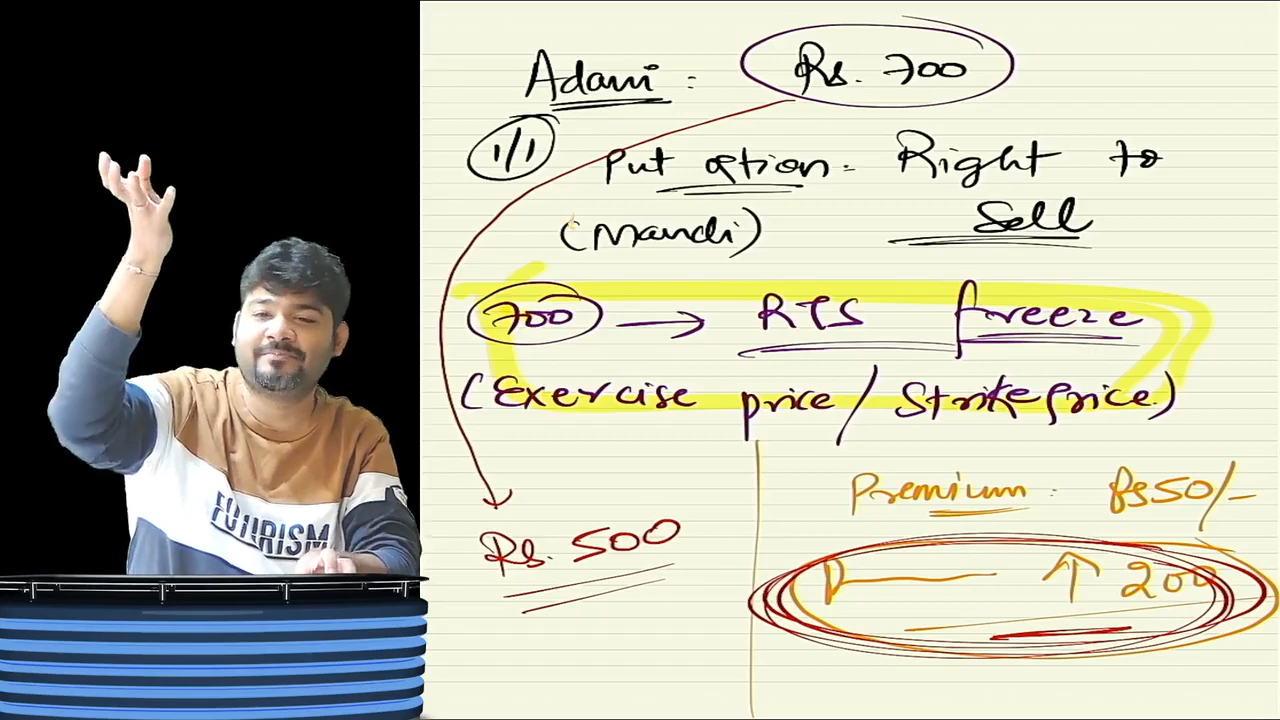 Adani : Rs. 700
1/1 Put option = Right to
(Mandi) Sell
700 → RTS freeze
(Exercise price / Strike price)
Premium : Rs 50/-
Rs. 500
P ↑ 200
FUTURISM